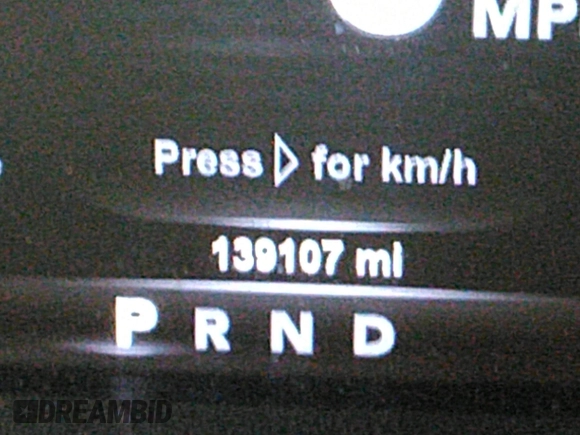 MP
Press ▷ for km/h
139107 mi
P R N D
DREAMBID